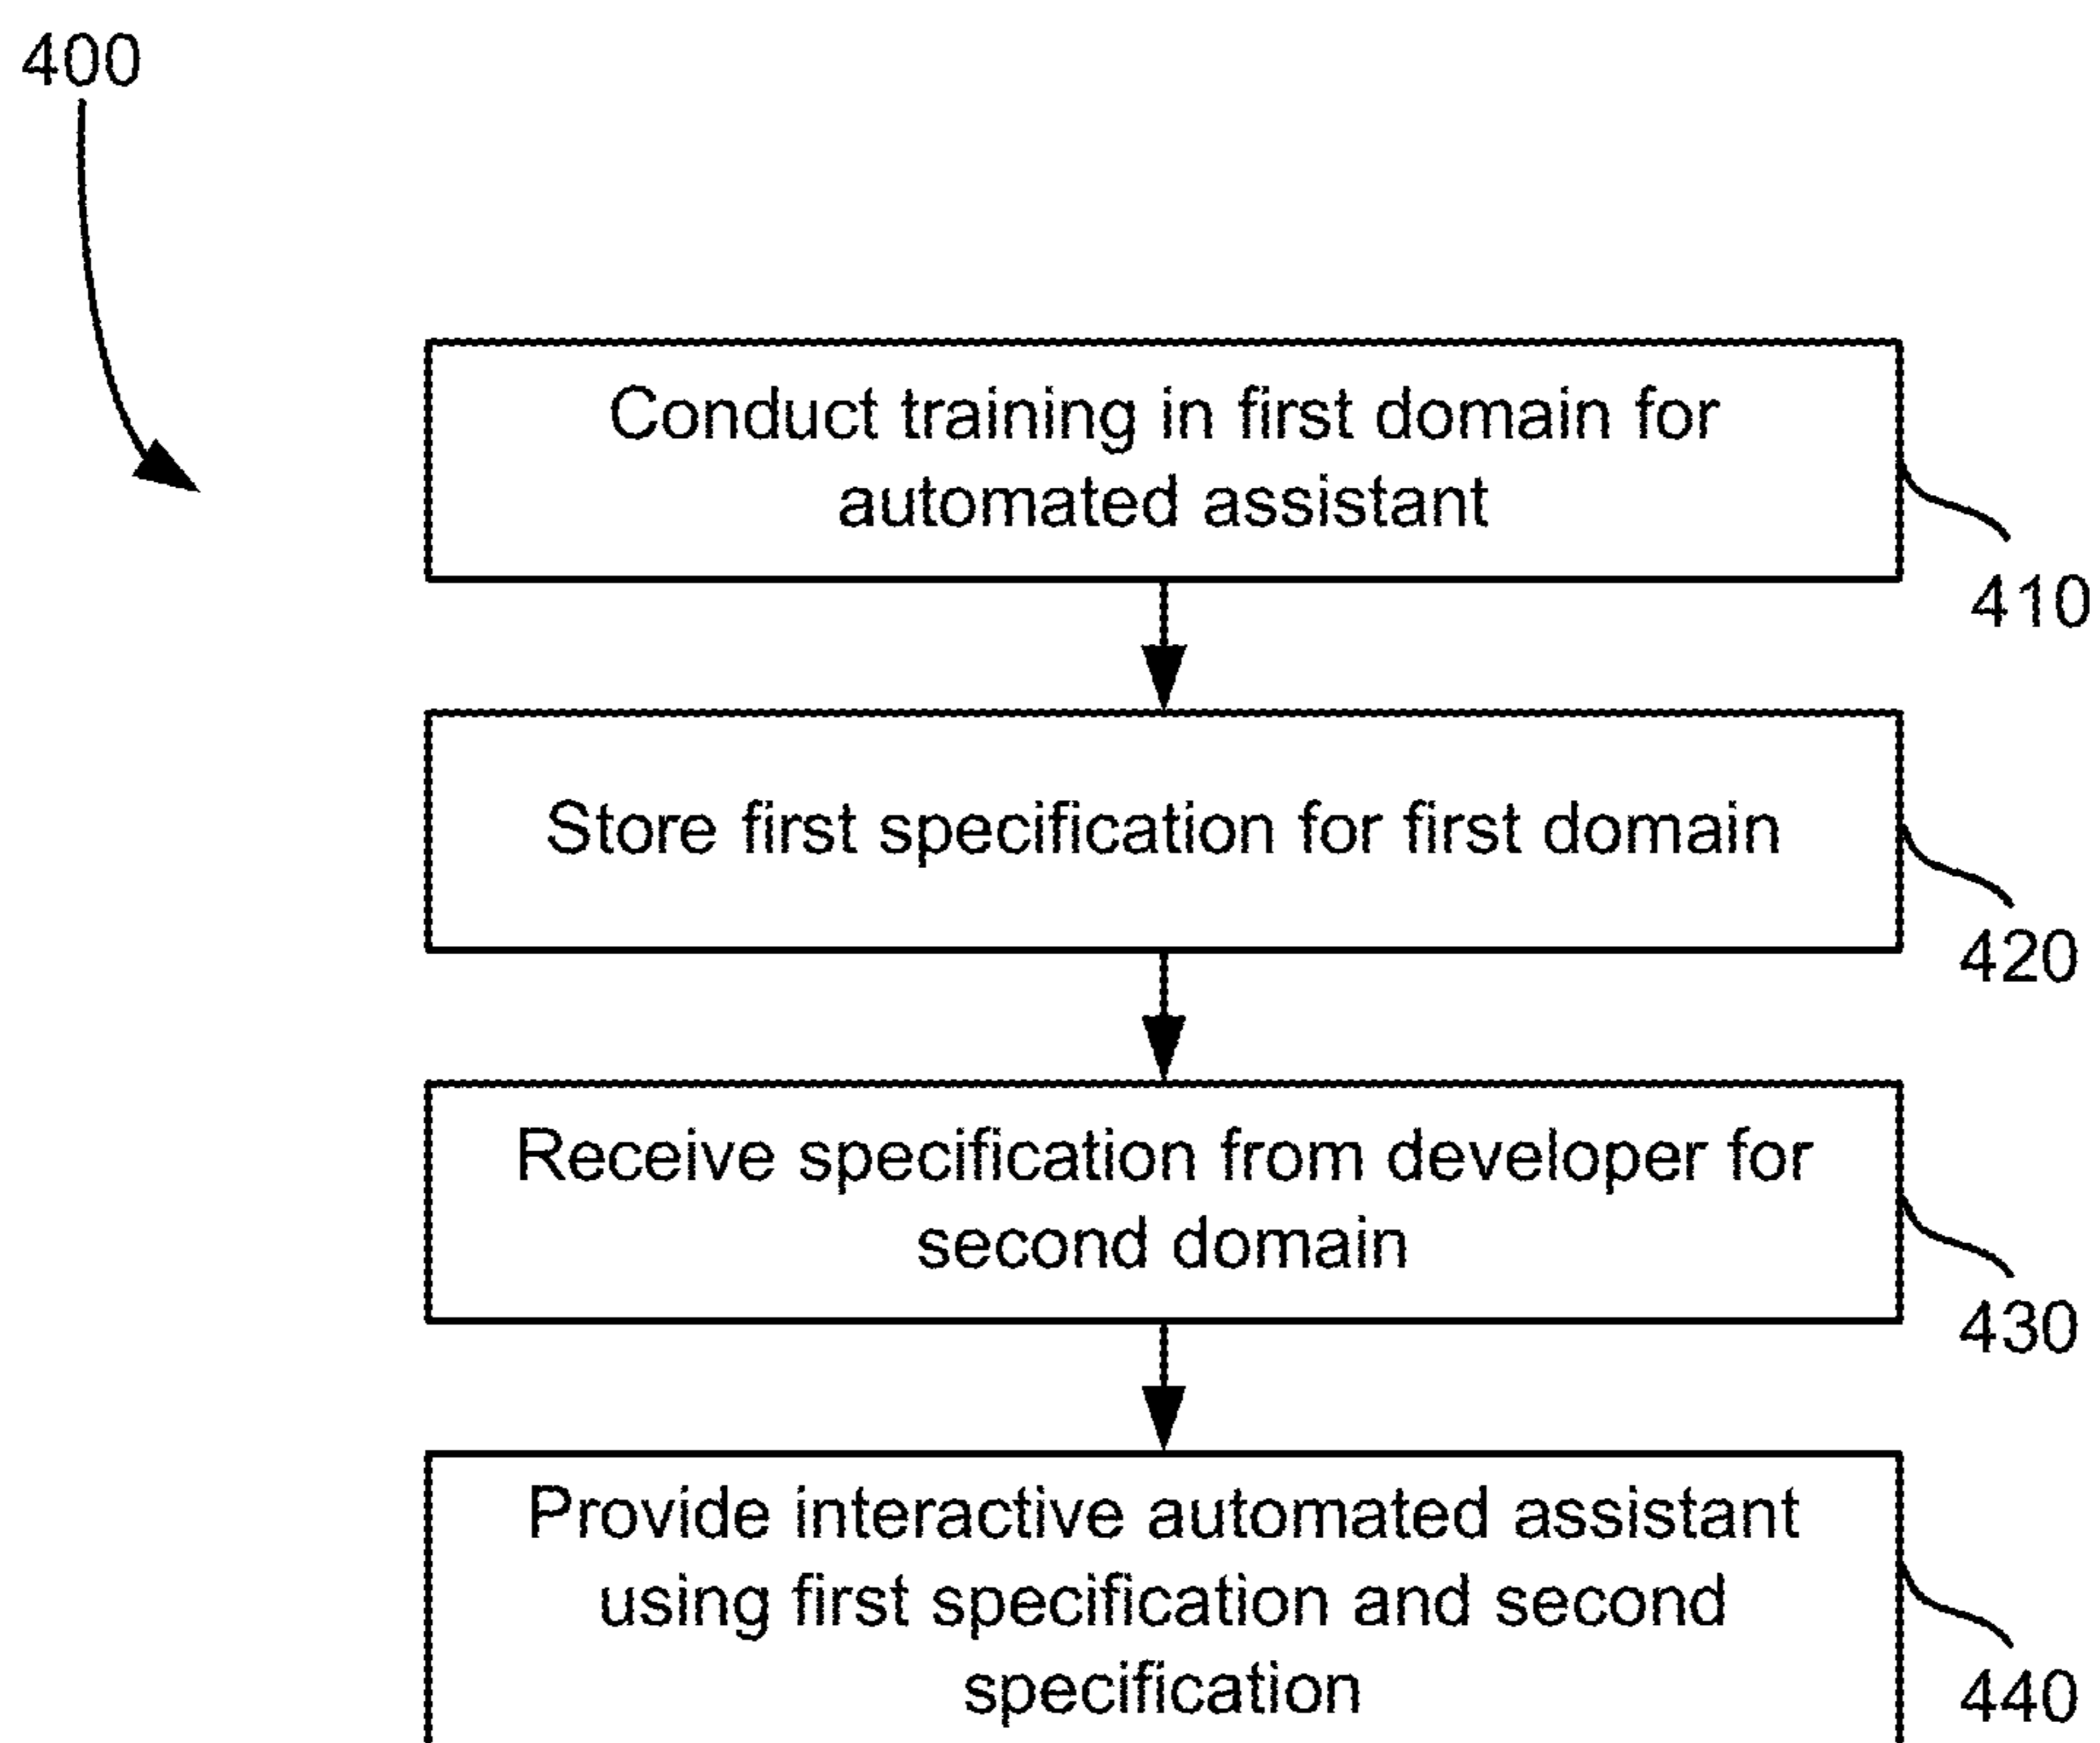 400
Conduct training in first domain for
automated assistant
410
Store first specification for first domain
420
Receive specification from developer for
second domain
430
Provide interactive automated assistant
using first specification and second
specification
440